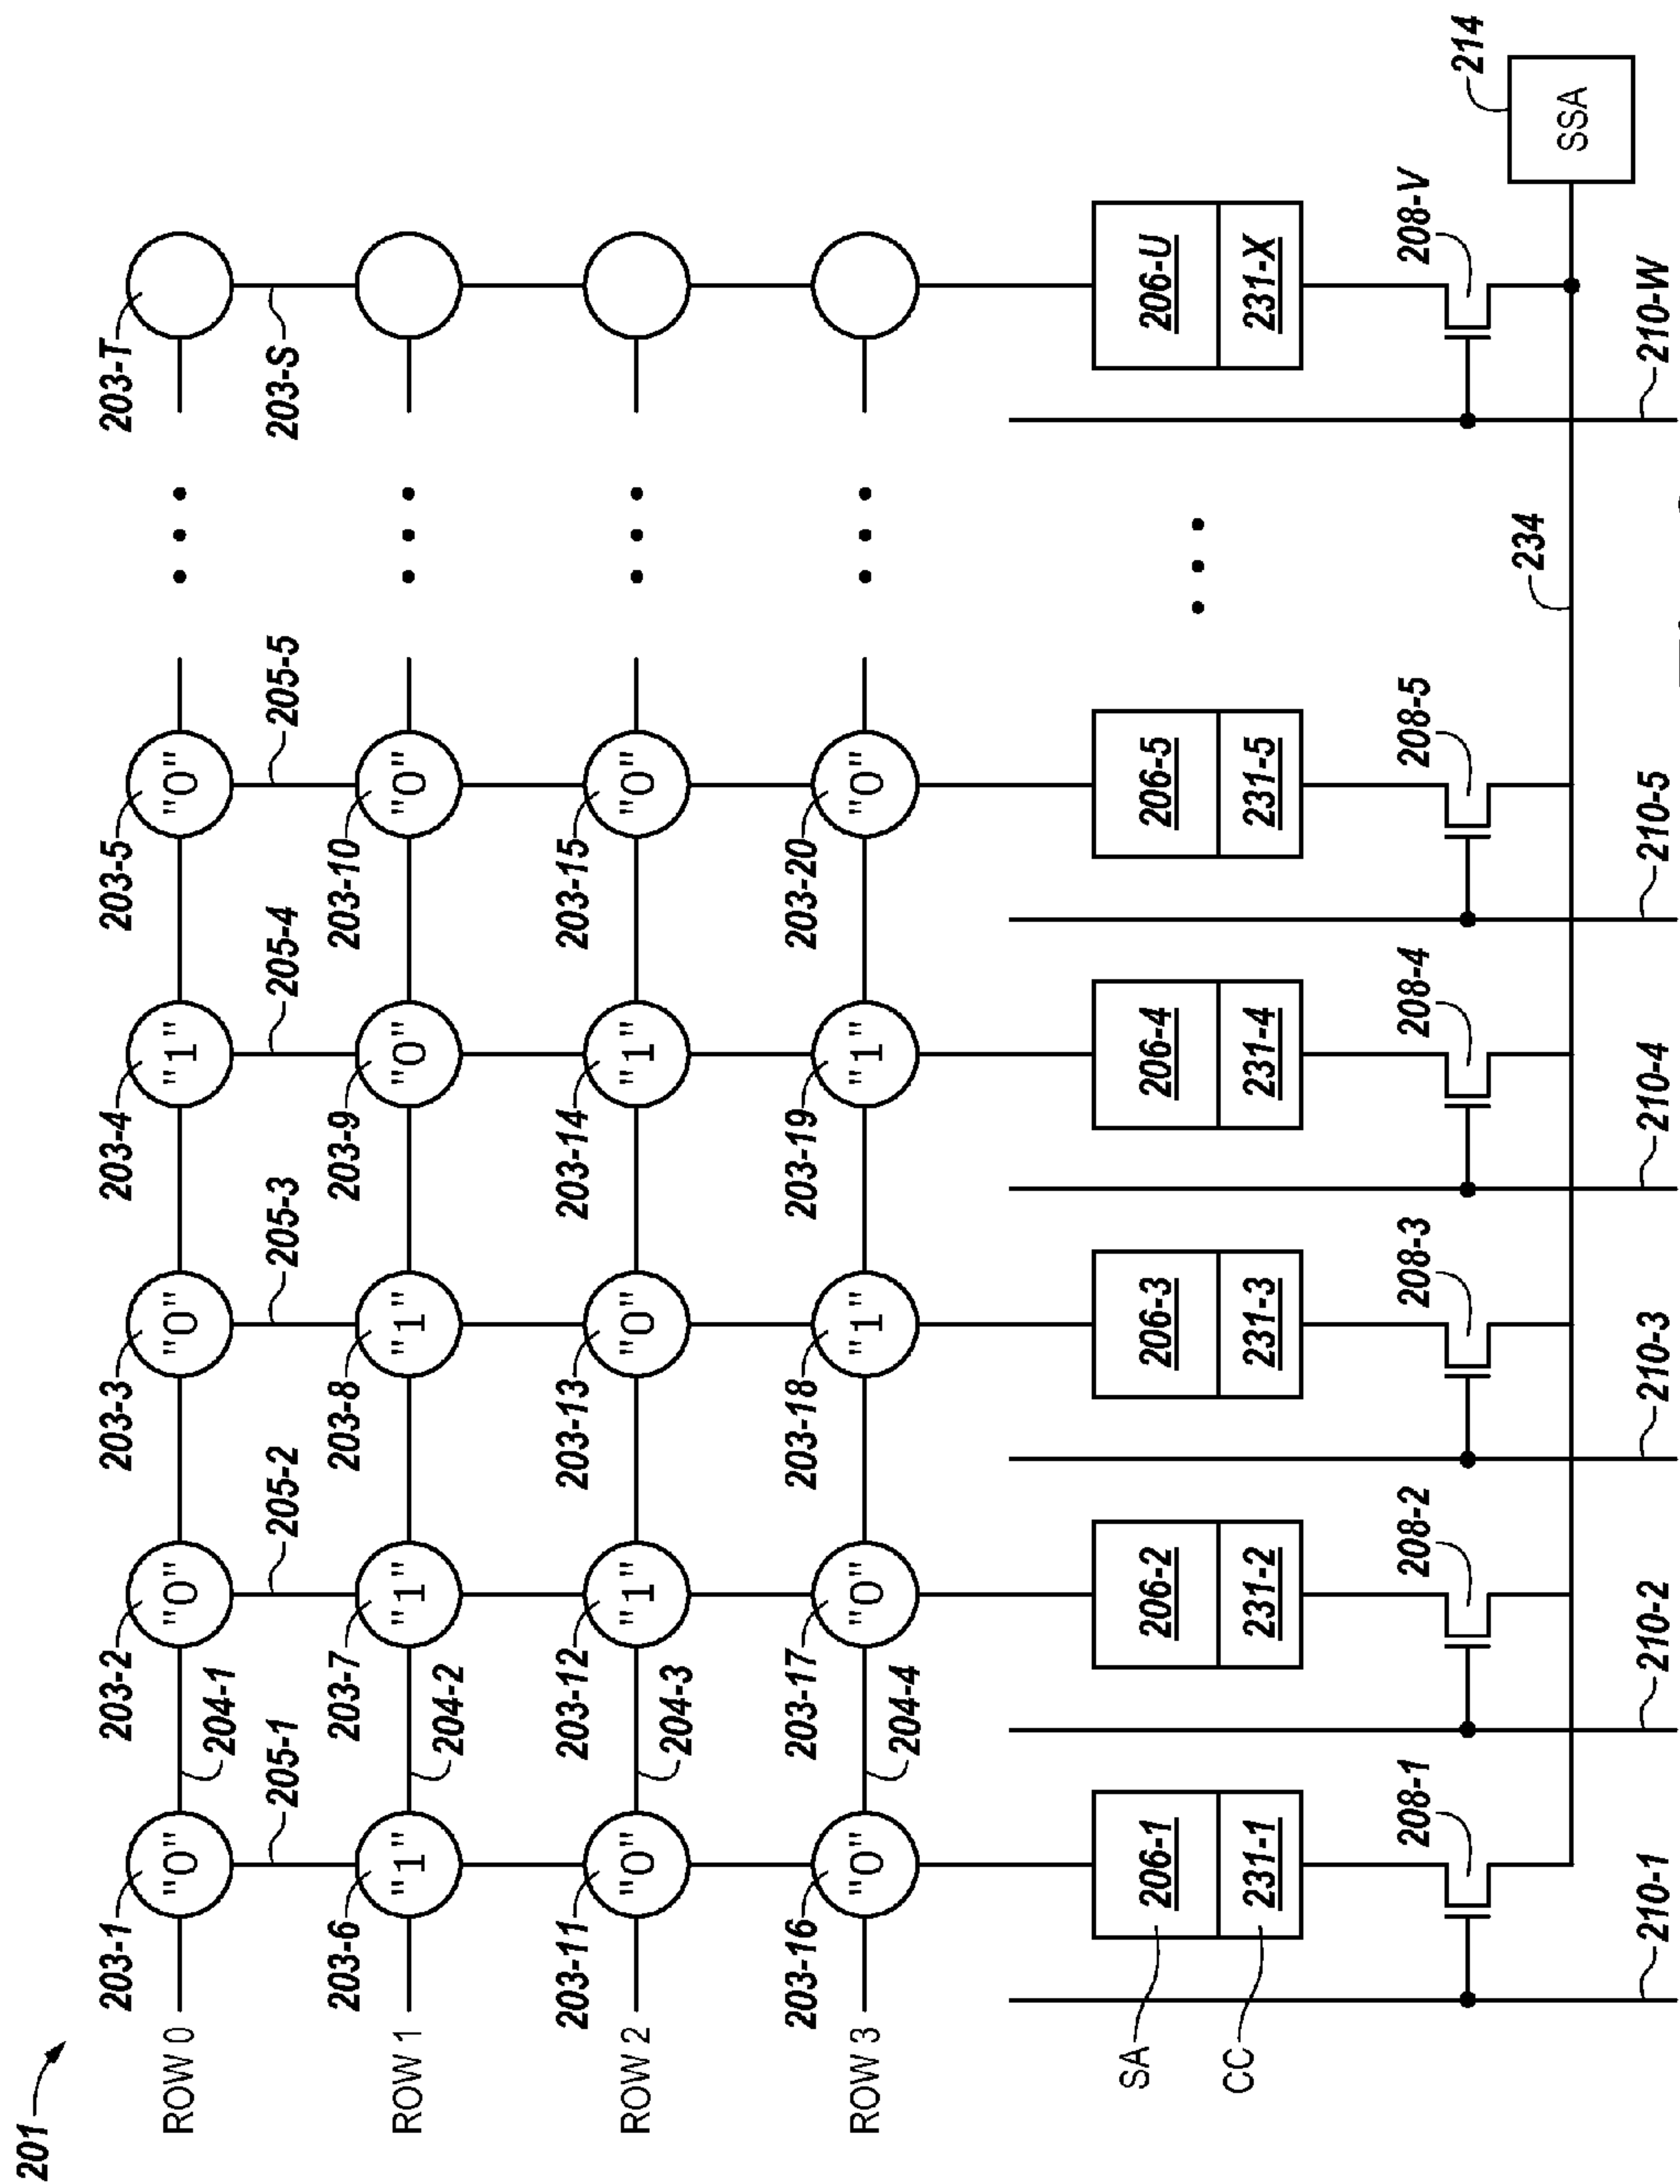 201
203-1 203-2 203-3 203-4 203-5 203-T
ROW 0 "0" "0" "0" "1" "0"
204-1
205-1 205-2 205-3 205-4 205-5 203-S
203-6 203-7 203-8 203-9 203-10
ROW 1 "1" "1" "1" "0" "0"
204-2
203-11 203-12 203-13 203-14 203-15
ROW 2 "0" "1" "0" "1" "0"
204-3
203-16 203-17 203-18 203-19 203-20
ROW 3 "0" "0" "1" "1" "0"
204-4
SA 206-1 206-2 206-3 206-4 206-5 206-U
CC 231-1 231-2 231-3 231-4 231-5 231-X
208-1 208-2 208-3 208-4 208-5 208-V
214
234
SSA
210-1 210-2 210-3 210-4 210-5 210-W